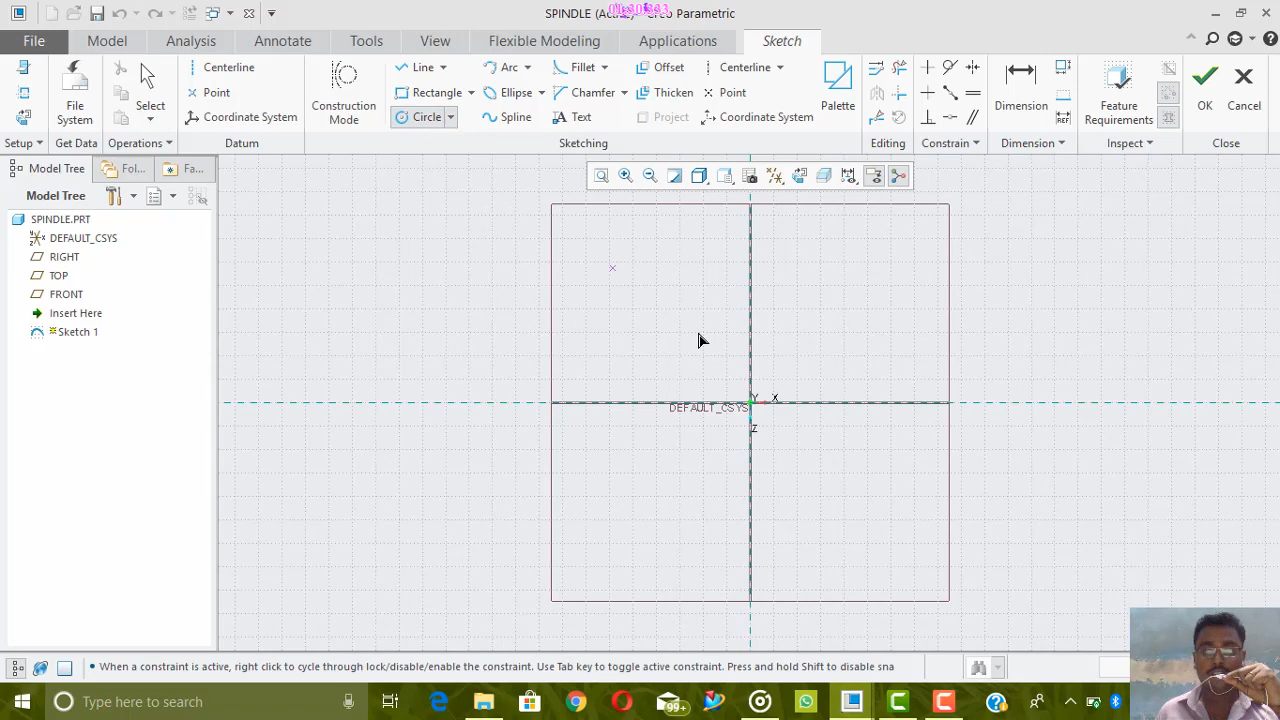 SPINDLE (Active) - Creo Parametric
File Model Analysis Annotate Tools View Flexible Modeling Applications Sketch
Centerline
Point
Coordinate System
File System
Select
Construction Mode
Line Arc Fillet Offset Centerline
Rectangle Ellipse Chamfer Thicken Point
Circle Spline Text Project Coordinate System
Palette
Dimension
REF
Feature Requirements
OK Cancel
Setup Get Data Operations Datum Sketching Editing Constrain Dimension Inspect Close
Model Tree Fol... Fa...
Model Tree
SPINDLE.PRT
DEFAULT_CSYS
RIGHT
TOP
FRONT
Insert Here
Sketch 1
Y X
DEFAULT_CSYS
Z
• When a constraint is active, right click to cycle through lock/disable/enable the constraint. Use Tab key to toggle active constraint. Press and hold Shift to disable sna
Type here to search
99+